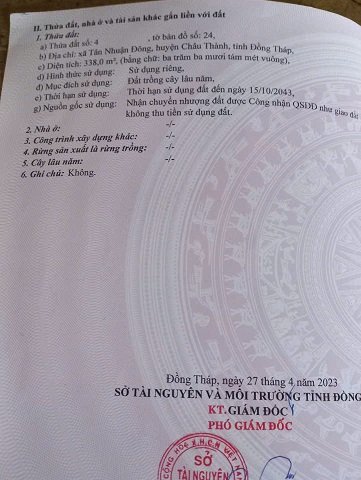 II. Thửa đất, nhà ở và tài sản khác gắn liền với đất
1. Thửa đất:
a) Thửa đất số: 4 , tờ bản đồ số: 24,
b) Địa chỉ: xã Tân Nhuận Đông, huyện Châu Thành, tỉnh Đồng Tháp,
c) Diện tích: 338,0 m², (bằng chữ: ba trăm ba mươi tám mét vuông),
d) Hình thức sử dụng: Sử dụng riêng,
đ) Mục đích sử dụng: Đất trồng cây lâu năm,
e) Thời hạn sử dụng: Thời hạn sử dụng đất đến ngày 15/10/2043,
g) Nguồn gốc sử dụng: Nhận chuyển nhượng đất được Công nhận QSDĐ như giao đất
không thu tiền sử dụng đất.
2. Nhà ở: -/-
3. Công trình xây dựng khác: -/-
4. Rừng sản xuất là rừng trồng: -/-
5. Cây lâu năm: -/-
6. Ghi chú: Không.
Đồng Tháp, ngày 27 tháng 4 năm 2023
SỞ TÀI NGUYÊN VÀ MÔI TRƯỜNG TỈNH ĐỒNG
KT. GIÁM ĐỐC
PHÓ GIÁM ĐỐC
CỘNG HÒA X.H.C.N VIỆT NAM
SỞ
TÀI NGUYÊN